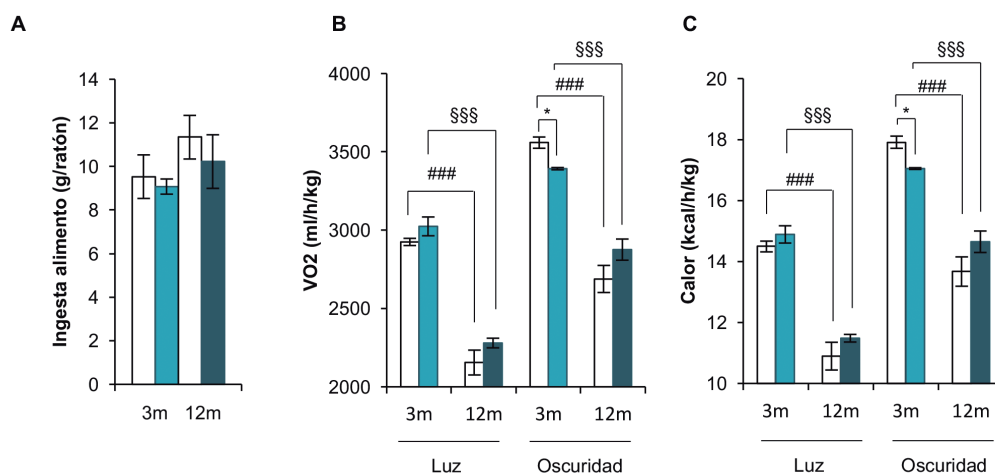 A
Ingesta alimento (g/ratón)
14
12
10
8
6
4
2
0
3m 12m
B
VO2 (ml/h/kg)
4000
3500
3000
2500
2000
###
§§§
*
###
§§§
3m 12m 3m 12m
Luz Oscuridad
C
Calor (kcal/h/kg)
20
18
16
14
12
10
###
§§§
*
###
§§§
3m 12m 3m 12m
Luz Oscuridad